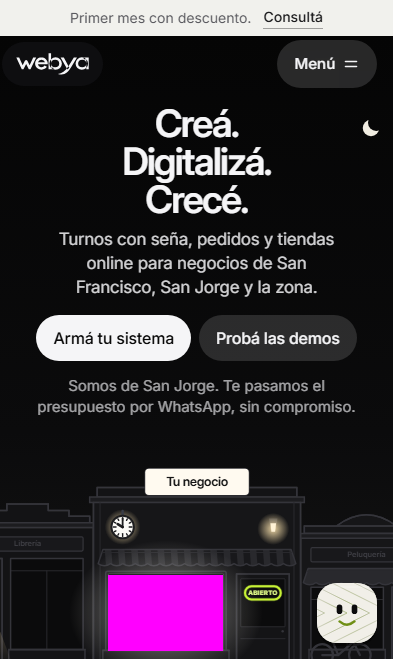 Primer mes con descuento. Consultá
webya
Menú
Creá.
Digitalizá.
Crecé.
Turnos con seña, pedidos y tiendas
online para negocios de San
Francisco, San Jorge y la zona.
Armá tu sistema
Probá las demos
Somos de San Jorge. Te pasamos el
presupuesto por WhatsApp, sin compromiso.
Tu negocio
Librería
Peluquería
ABIERTO